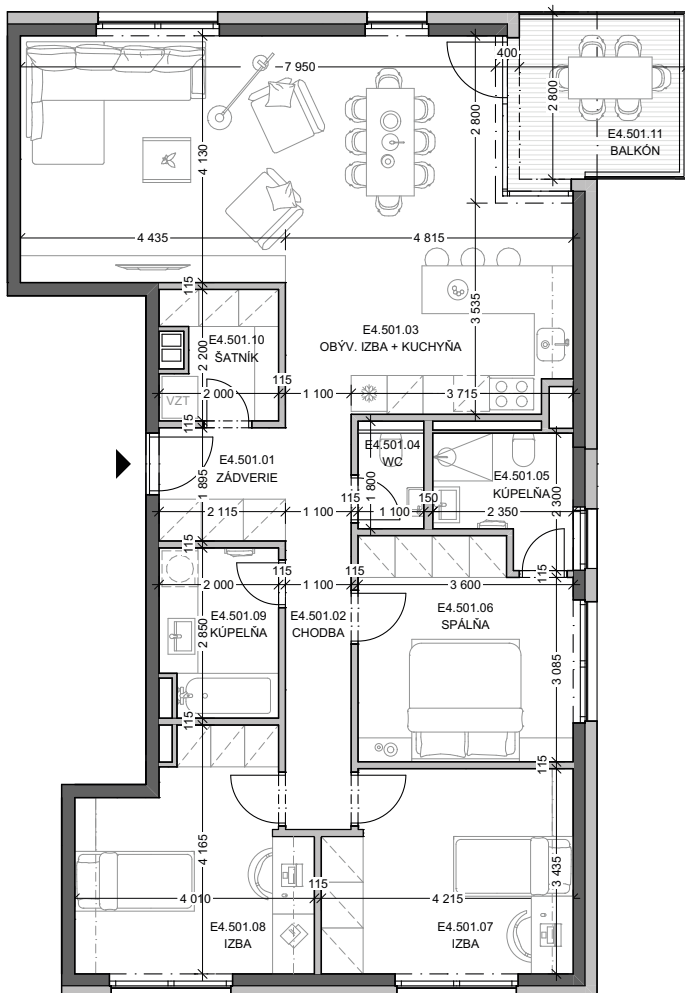 7 950
400
2 800
2 800
E4.501.11
BALKÓN
4 130
4 435
4 815
115
3 535
E4.501.03
OBÝV. IZBA + KUCHYŇA
E4.501.10
ŠATNÍK
2 200
VZT
2 000
115
1 100
3 715
115
E4.501.01
ZÁDVERIE
1 895
E4.501.04
WC
1 800
E4.501.05
KÚPEĽŇA
2 300
115
150
2 115
1 100
1 100
2 350
115
115
115
115
2 000
1 100
3 600
E4.501.09
KÚPEĽŇA
2 850
E4.501.02
CHODBA
E4.501.06
SPÁLŇA
3 085
115
115
4 165
3 435
4 010
115
4 215
E4.501.08
IZBA
E4.501.07
IZBA